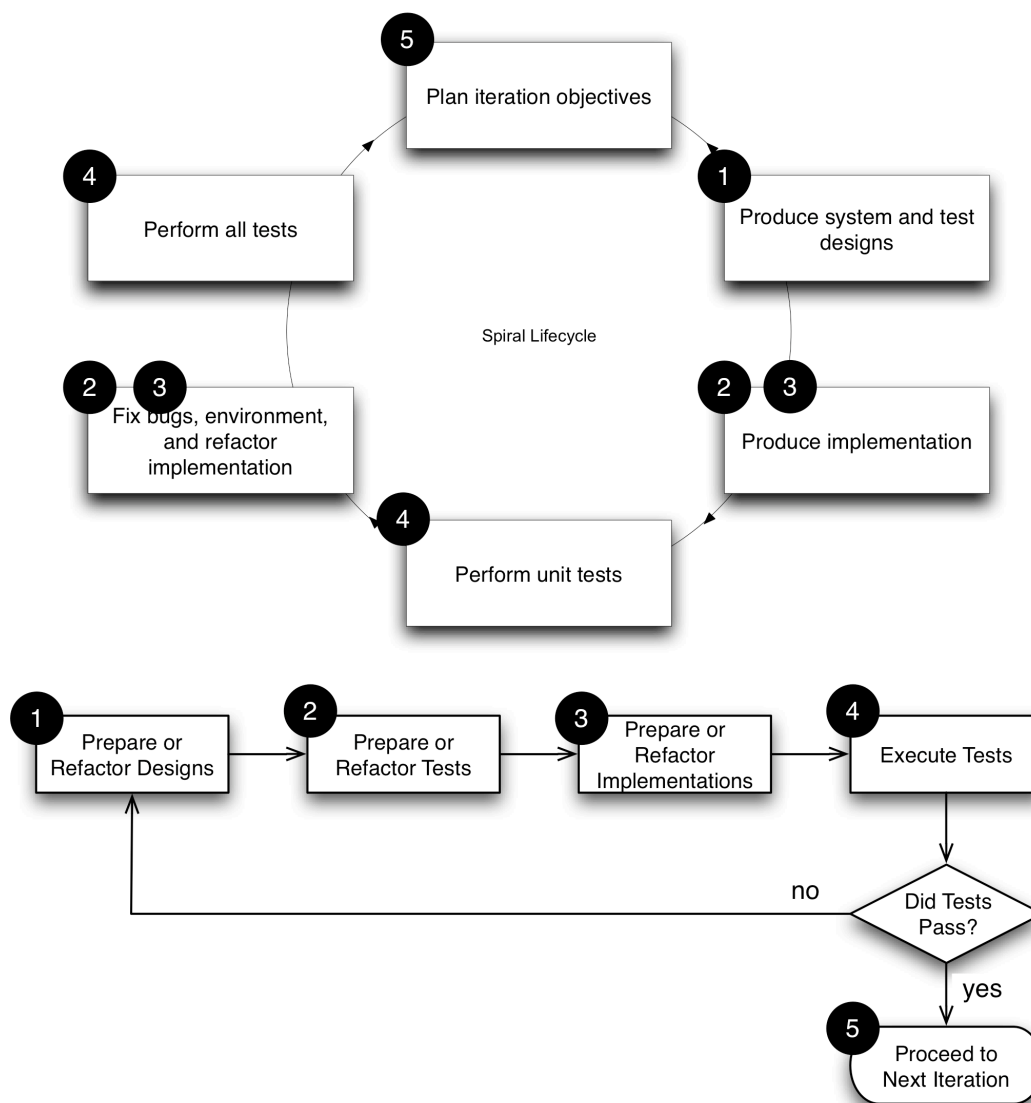 5
Plan iteration objectives
4
Perform all tests
1
Produce system and test
designs
Spiral Lifecycle
2 3
Fix bugs, environment,
and refactor
implementation
2 3
Produce implementation
4
Perform unit tests
1
Prepare or
Refactor Designs
2
Prepare or
Refactor Tests
3
Prepare or
Refactor
Implementations
4
Execute Tests
no
Did Tests
Pass?
yes
5
Proceed to
Next Iteration